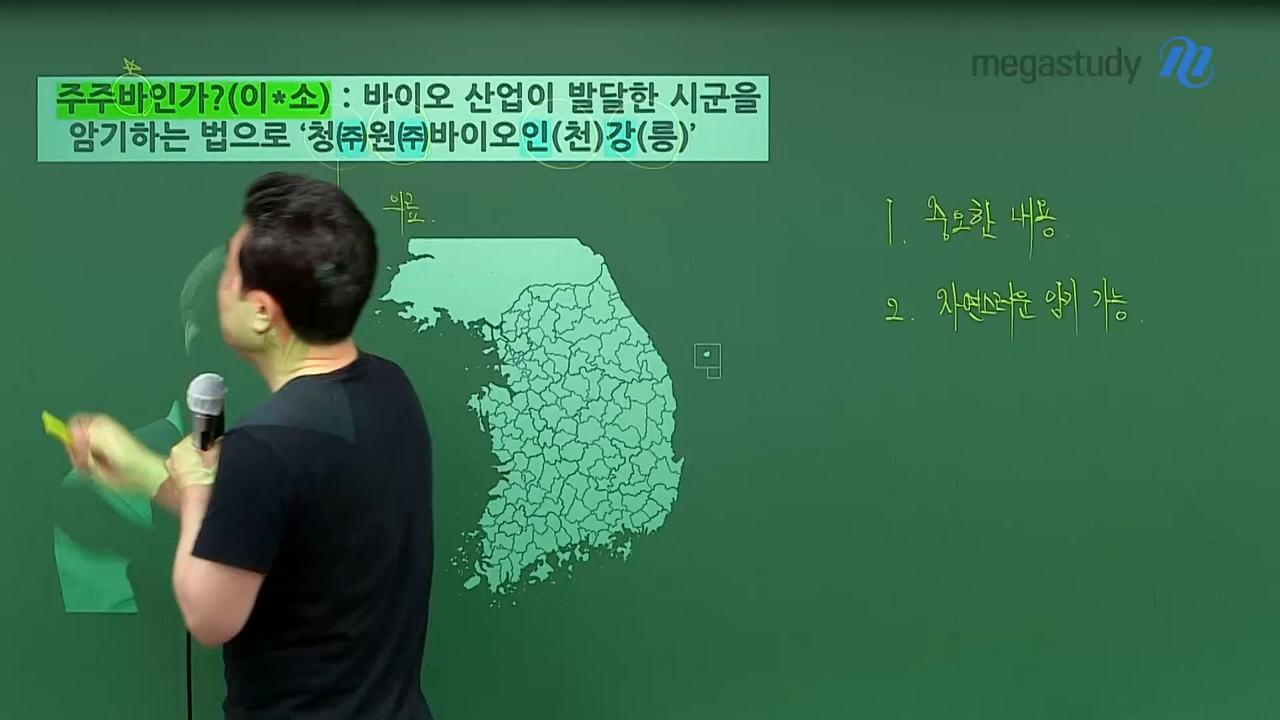 megastudy
주주바인가?(이*소) : 바이오 산업이 발달한 시군을
암기하는 법으로 ‘청㈜원㈜바이오인(천)강(릉)’
의료.
1. 중요한 내용
2. 자연스러운 암기 가능.